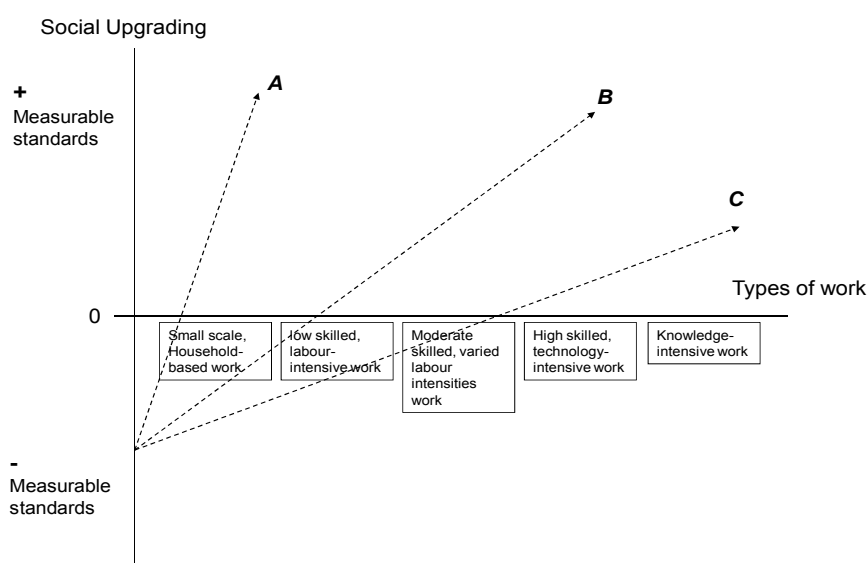 Social Upgrading
+
Measurable
standards
A
B
C
Types of work
0
Small scale,
Household-
based work
low skilled,
labour-
intensive work
Moderate
skilled, varied
labour
intensities
work
High skilled,
technology-
intensive work
Knowledge-
intensive work
-
Measurable
standards